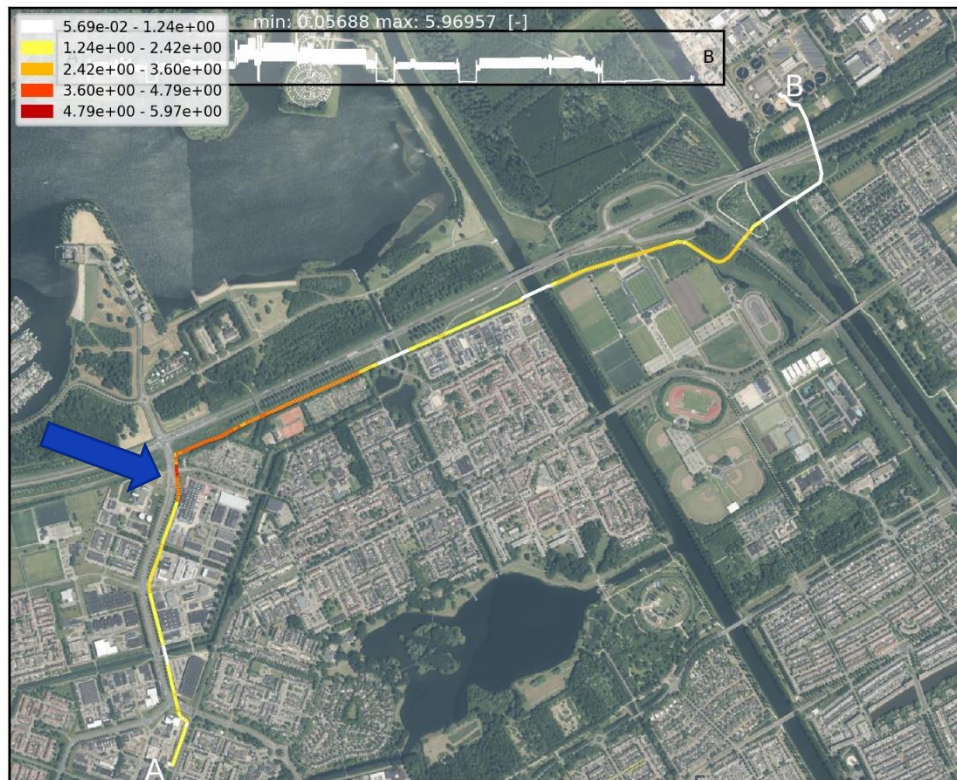 min: 0.05688 max: 5.96957 [-]
5.69e-02 - 1.24e+00
1.24e+00 - 2.42e+00
2.42e+00 - 3.60e+00
3.60e+00 - 4.79e+00
4.79e+00 - 5.97e+00
B
B
A